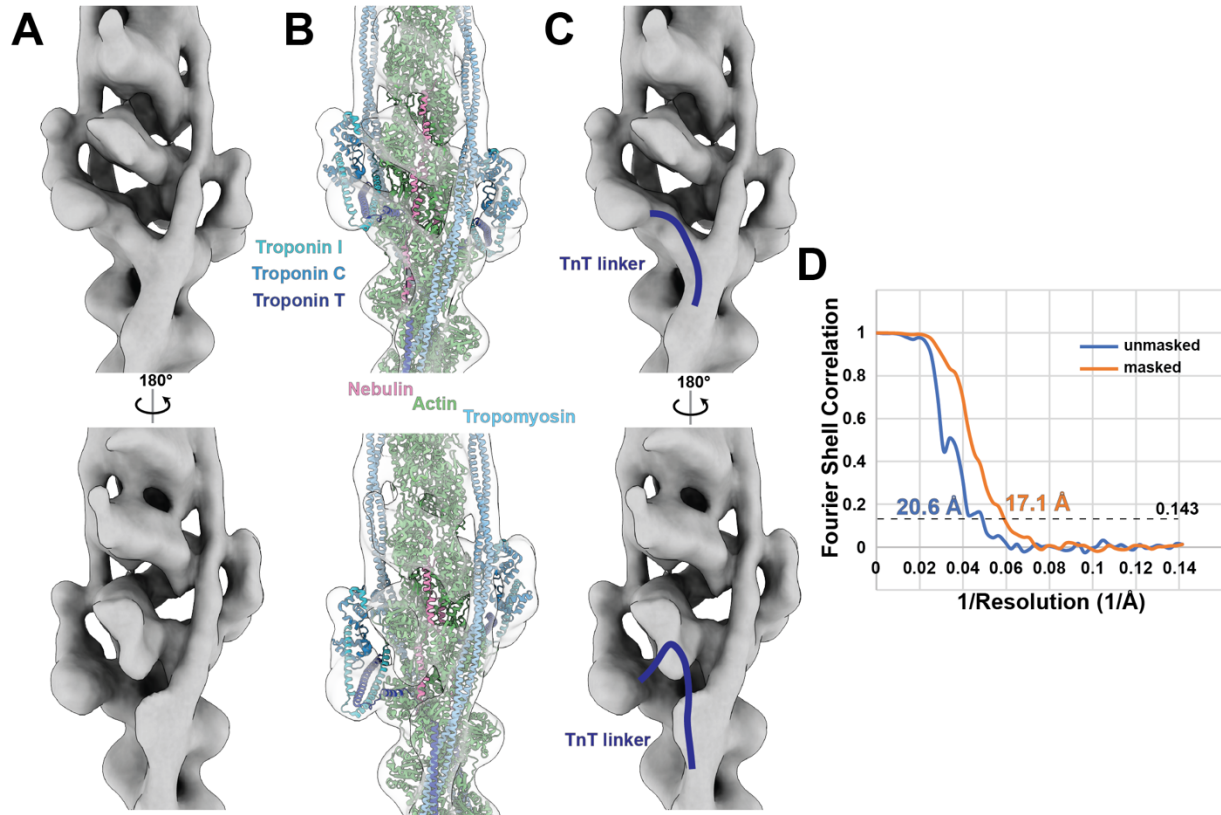 A
B
C
D
Troponin I
Troponin C
Troponin T
TnT linker
180°
180°
Nebulin
Actin
Tropomyosin
TnT linker
Fourier Shell Correlation
1
0.8
0.6
0.4
0.2
0
unmasked
masked
20.6 Å
17.1 Å
0.143
0 0.02 0.04 0.06 0.08 0.1 0.12 0.14
1/Resolution (1/Å)